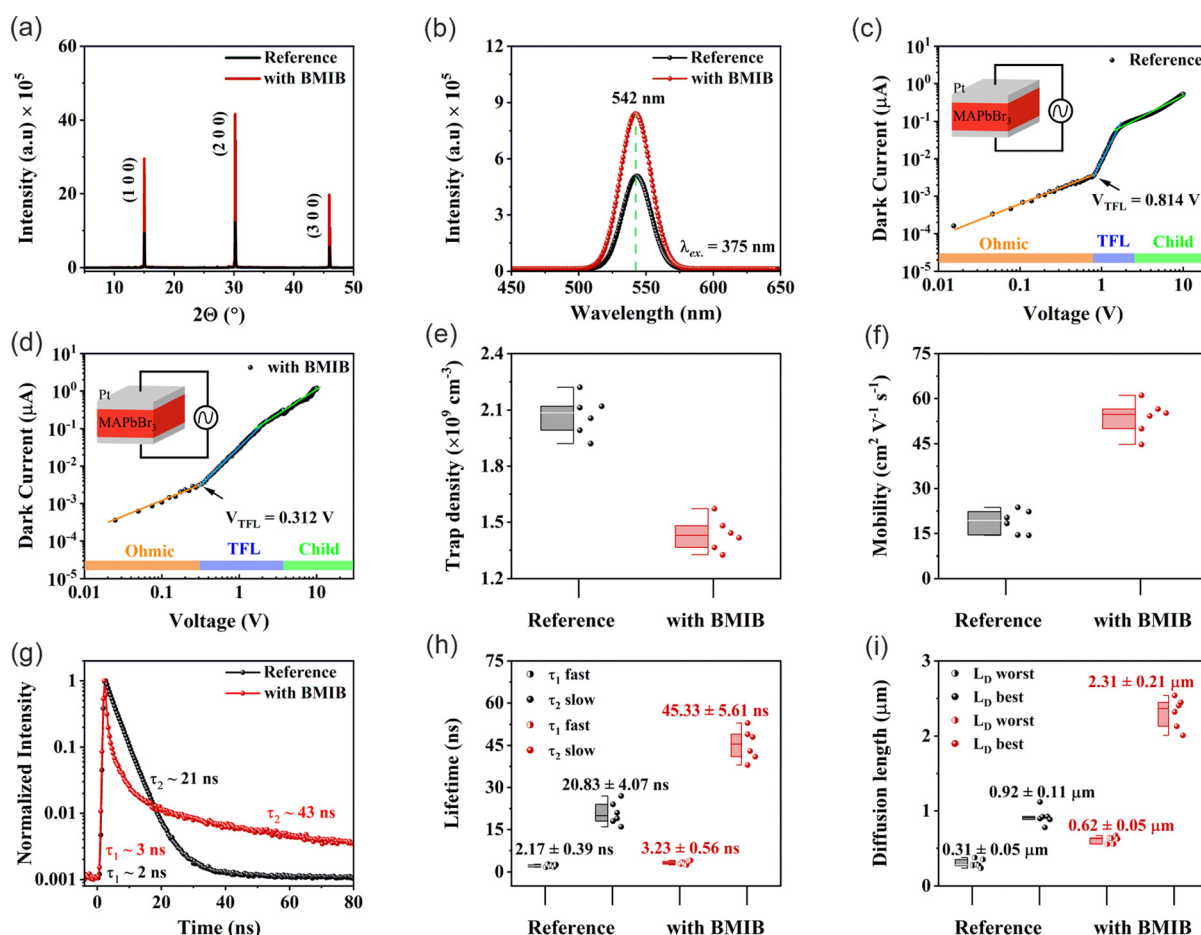 (a)
60
40
20
0
Intensity (a.u) × 10⁵
Reference
with BMIB
(1 0 0)
(2 0 0)
(3 0 0)
10 20 30 40 50
2Θ (°)
(b)
12
9
6
3
0
Intensity (a.u) × 10⁵
Reference
with BMIB
542 nm
λex. = 375 nm
450 500 550 600 650
Wavelength (nm)
(c)
10¹
10⁰
10⁻¹
10⁻²
10⁻³
10⁻⁴
10⁻⁵
Dark Current (μA)
Reference
Pt
MAPbBr₃
V_TFL = 0.814 V
Ohmic TFL Child
0.01 0.1 1 10
Voltage (V)
(d)
10¹
10⁰
10⁻¹
10⁻²
10⁻³
10⁻⁴
10⁻⁵
Dark Current (μA)
with BMIB
Pt
MAPbBr₃
V_TFL = 0.312 V
Ohmic TFL Child
0.01 0.1 1 10
Voltage (V)
(e)
2.4
2.1
1.8
1.5
1.2
Trap density (×10⁹ cm⁻³)
Reference with BMIB
(f)
75
60
45
30
15
0
Mobility (cm² V⁻¹ s⁻¹)
Reference with BMIB
(g)
1
0.1
0.01
0.001
Normalized Intensity
Reference
with BMIB
τ₂ ~ 21 ns
τ₂ ~ 43 ns
τ₁ ~ 3 ns
τ₁ ~ 2 ns
0 20 40 60 80
Time (ns)
(h)
75
60
45
30
15
0
Lifetime (ns)
τ₁ fast
τ₂ slow
τ₁ fast
τ₂ slow
45.33 ± 5.61 ns
20.83 ± 4.07 ns
2.17 ± 0.39 ns
3.23 ± 0.56 ns
Reference with BMIB
(i)
3
2
1
0
Diffusion length (μm)
L_D worst
L_D best
L_D worst
L_D best
2.31 ± 0.21 μm
0.92 ± 0.11 μm
0.62 ± 0.05 μm
0.31 ± 0.05 μm
Reference with BMIB